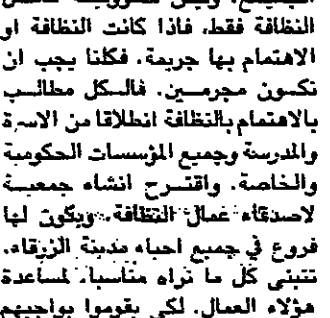 النظافة فقط، فاذا كانت النظافة او
الاهتمام بها جريمة. فكلنا يجب ان
نكون مجرمين. فالكل مطالب
بالاهتمام بالنظافة انطلاقا من الاسرة
والمدرسة وجميع المؤسسات الحكومية
والخاصة. واقترح انشاء جمعية
لاصدقاء عمال النظافة، ويكون لها
فروع في جميع احياء مدينة الزرقاء.
تتبنى كل ما نراه مناسبا، لمساعدة
هؤلاء العمال. لكي يقوموا بواجبهم